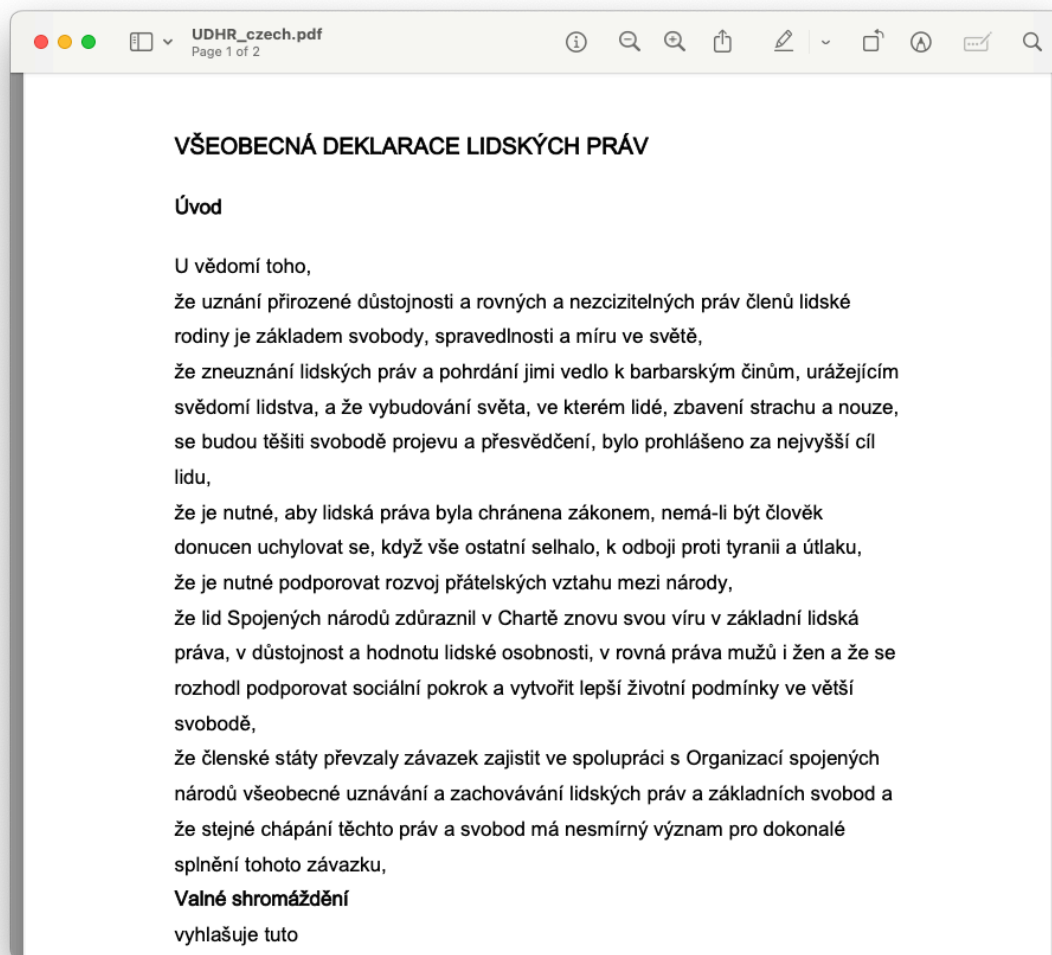 UDHR_czech.pdf
Page 1 of 2
VŠEOBECNÁ DEKLARACE LIDSKÝCH PRÁV
Úvod
U vědomí toho,
že uznání přirozené důstojnosti a rovných a nezcizitelných práv členů lidské
rodiny je základem svobody, spravedlnosti a míru ve světě,
že zneuznání lidských práv a pohrdání jimi vedlo k barbarským činům, urážejícím
svědomí lidstva, a že vybudování světa, ve kterém lidé, zbavení strachu a nouze,
se budou těšiti svobodě projevu a přesvědčení, bylo prohlášeno za nejvyšší cíl
lidu,
že je nutné, aby lidská práva byla chránena zákonem, nemá-li být člověk
donucen uchylovat se, když vše ostatní selhalo, k odboji proti tyranii a útlaku,
že je nutné podporovat rozvoj přátelských vztahu mezi národy,
že lid Spojených národů zdůraznil v Chartě znovu svou víru v základní lidská
práva, v důstojnost a hodnotu lidské osobnosti, v rovná práva mužů i žen a že se
rozhodl podporovat sociální pokrok a vytvořit lepší životní podmínky ve větší
svobodě,
že členské státy převzaly závazek zajistit ve spolupráci s Organizací spojených
národů všeobecné uznávání a zachovávání lidských práv a základních svobod a
že stejné chápání těchto práv a svobod má nesmírný význam pro dokonalé
splnění tohoto závazku,
Valné shromáždění
vyhlašuje tuto